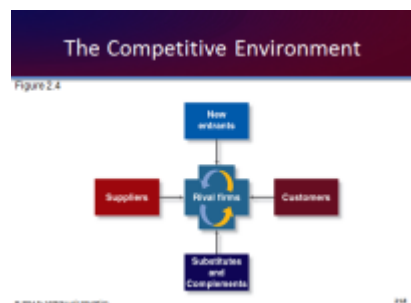 The Competitive Environment
Figure 2.4
New
entrants
Suppliers
Rival firms
Customers
Substitutes
and
Complements